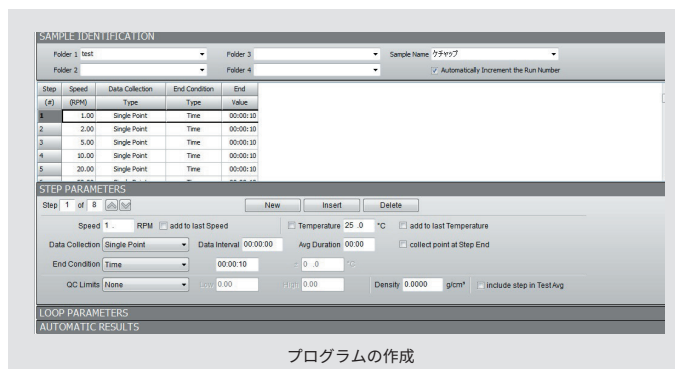 SAMPLE IDENTIFICATION
Folder 1 test Folder 3 Sample Name ケチャップ
Folder 2 Folder 4 Automatically Increment the Run Number
Step Speed Data Collection End Condition End
(#) (RPM) Type Type Value
1 1.00 Single Point Time 00:00:10
2 2.00 Single Point Time 00:00:10
3 5.00 Single Point Time 00:00:10
4 10.00 Single Point Time 00:00:10
5 20.00 Single Point Time 00:00:10
STEP PARAMETERS
Step 1 of 8 New Insert Delete
Speed 1 . RPM add to last Speed Temperature 25 .0 °C add to last Temperature
Data Collection Single Point Data Interval 00:00:00 Avg Duration 00:00 collect point at Step End
End Condition Time 00:00:10 0 .0 °C
QC Limits None Low 0.00 High 0.00 Density 0.0000 g/cm³ include step in TestAvg
LOOP PARAMETERS
AUTOMATIC RESULTS
プログラムの作成